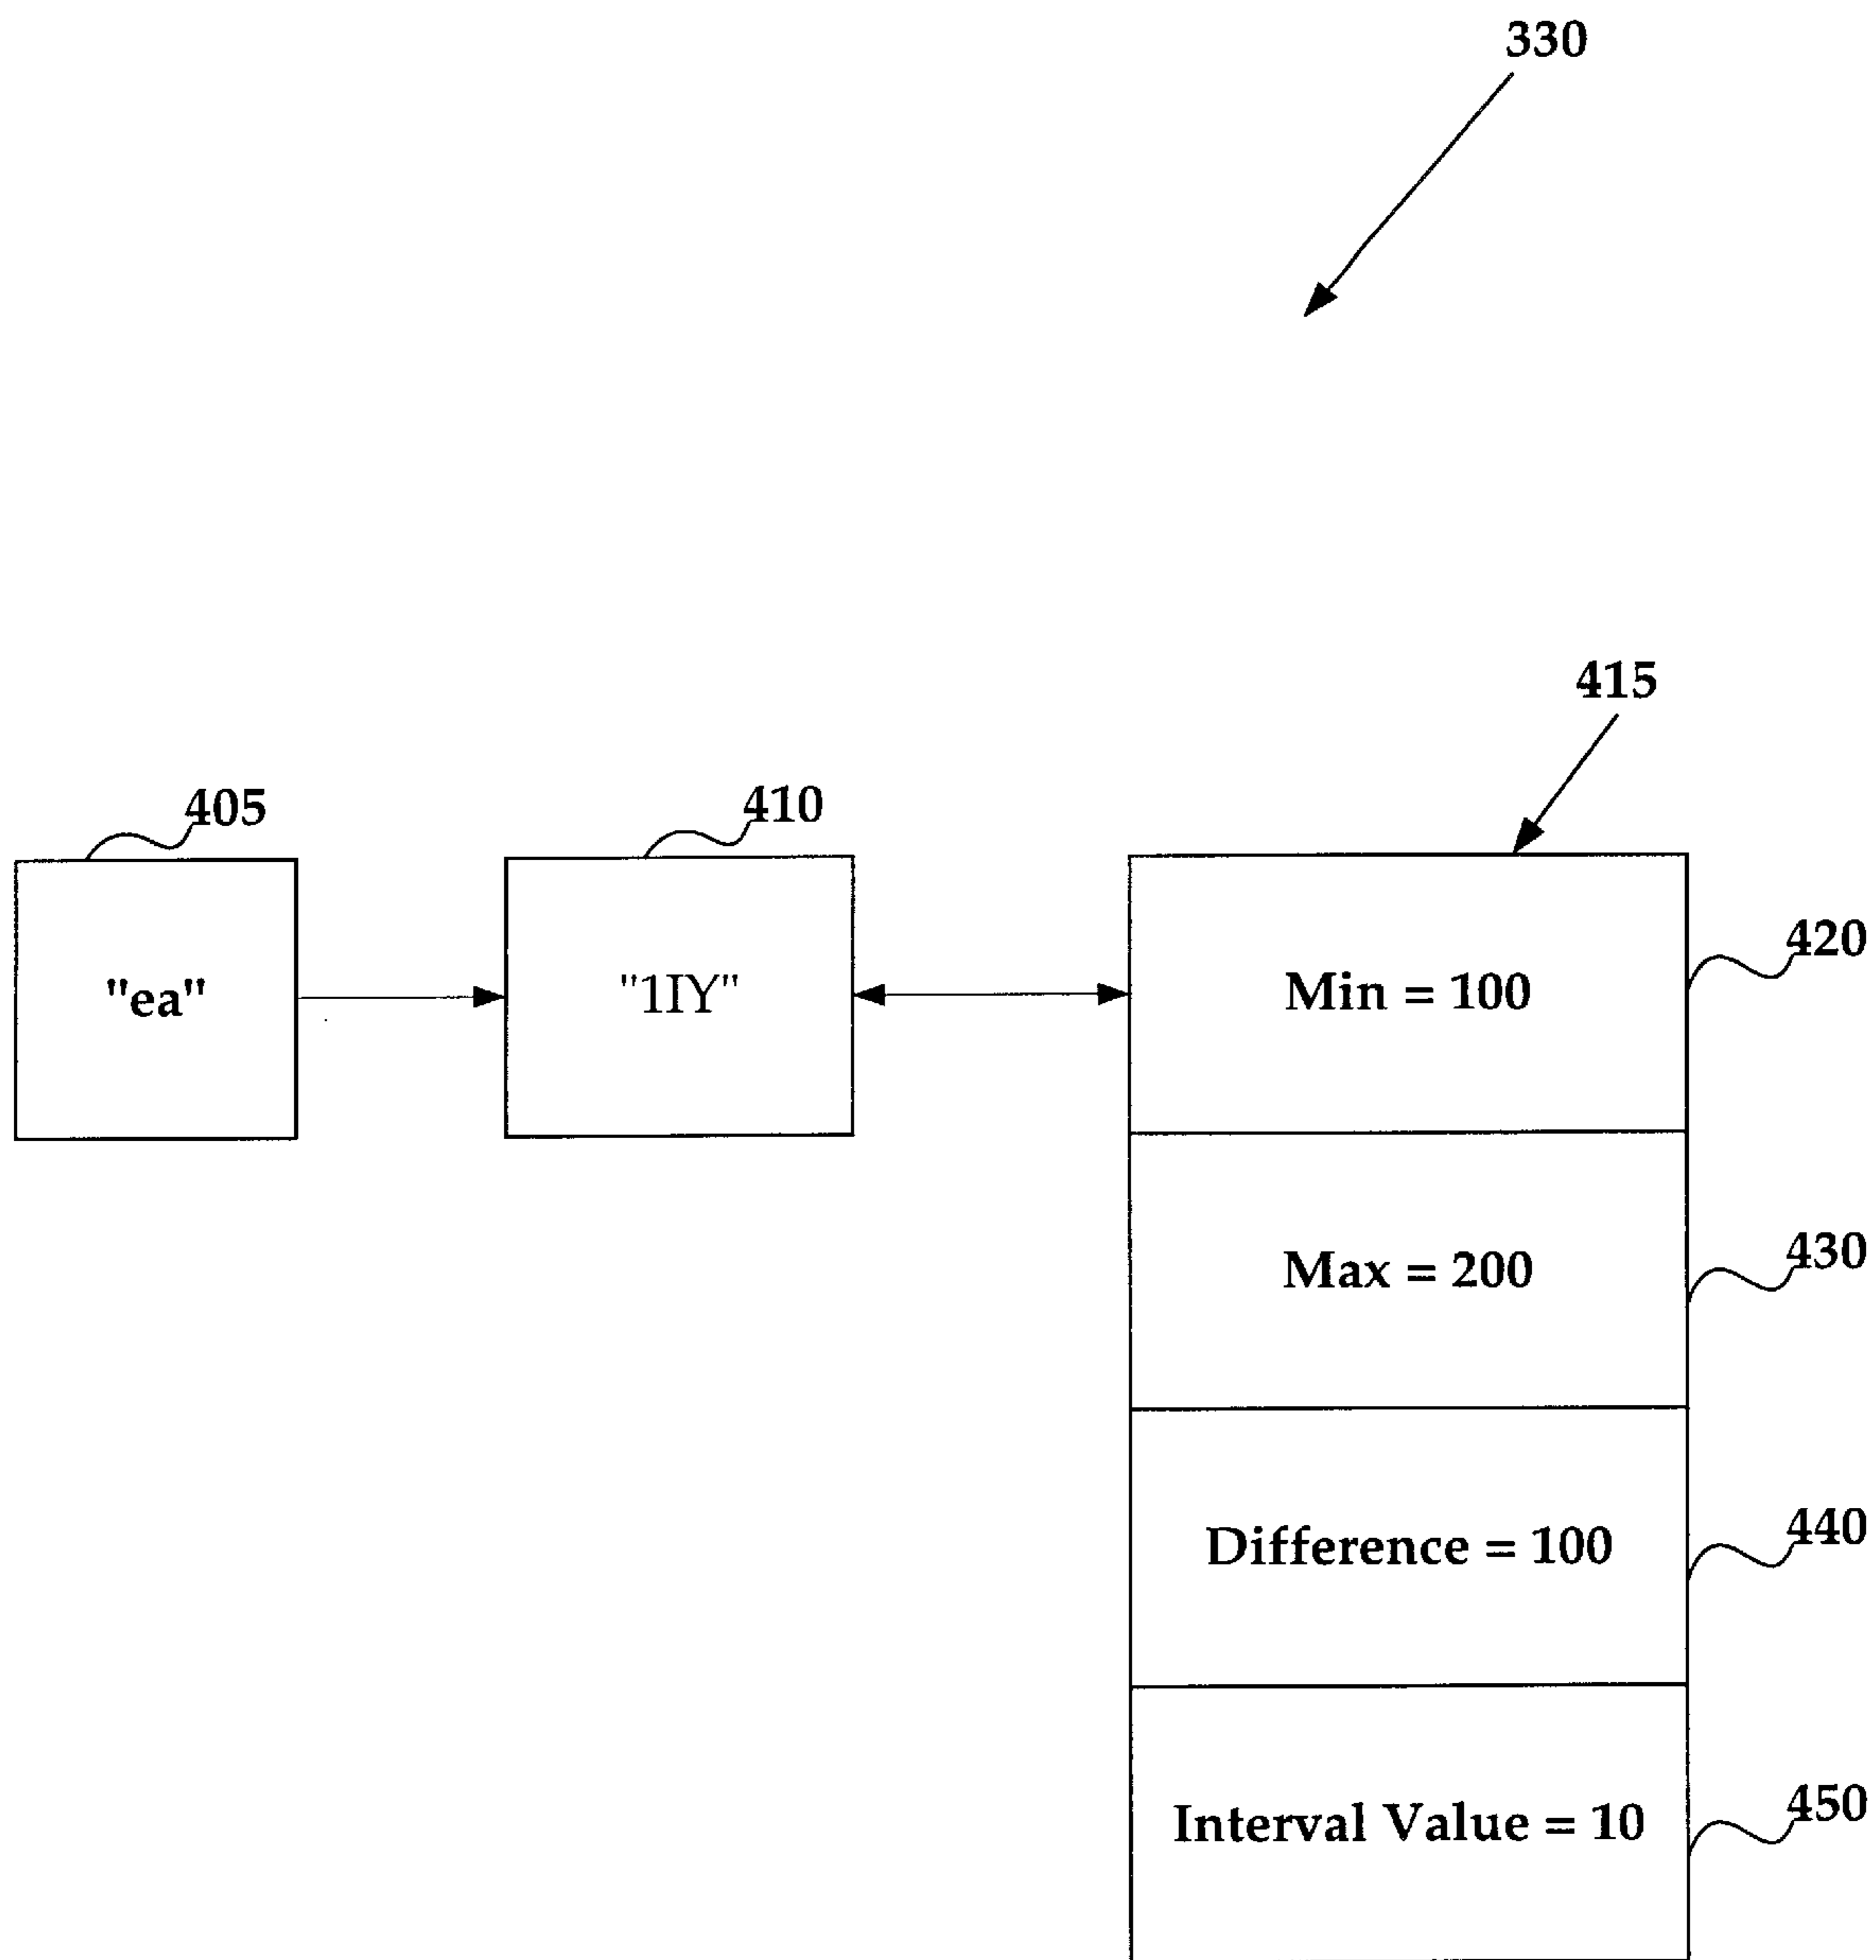 330
415
405
410
"ea"
"1IY"
Min = 100
420
Max = 200
430
Difference = 100
440
Interval Value = 10
450